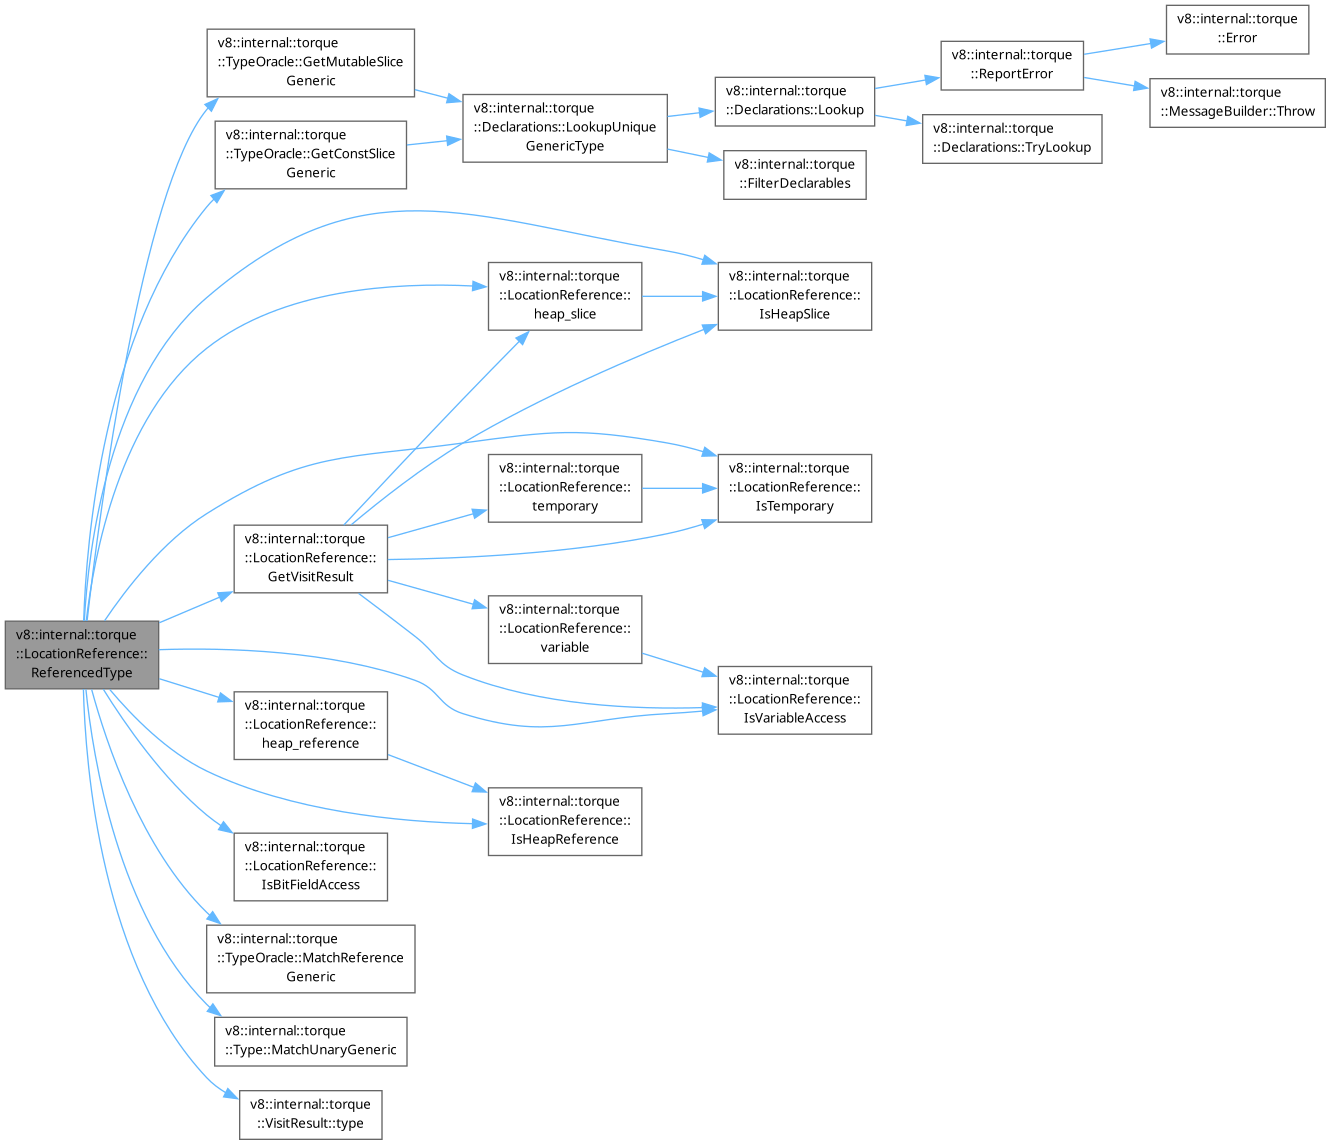 v8::internal::torque
::LocationReference::
ReferencedType
v8::internal::torque
::TypeOracle::GetMutableSlice
Generic
v8::internal::torque
::TypeOracle::GetConstSlice
Generic
v8::internal::torque
::Declarations::LookupUnique
GenericType
v8::internal::torque
::Declarations::Lookup
v8::internal::torque
::ReportError
v8::internal::torque
::Error
v8::internal::torque
::MessageBuilder::Throw
v8::internal::torque
::Declarations::TryLookup
v8::internal::torque
::FilterDeclarables
v8::internal::torque
::LocationReference::
heap_slice
v8::internal::torque
::LocationReference::
IsHeapSlice
v8::internal::torque
::LocationReference::
GetVisitResult
v8::internal::torque
::LocationReference::
temporary
v8::internal::torque
::LocationReference::
IsTemporary
v8::internal::torque
::LocationReference::
variable
v8::internal::torque
::LocationReference::
IsVariableAccess
v8::internal::torque
::LocationReference::
heap_reference
v8::internal::torque
::LocationReference::
IsHeapReference
v8::internal::torque
::LocationReference::
IsBitFieldAccess
v8::internal::torque
::TypeOracle::MatchReference
Generic
v8::internal::torque
::Type::MatchUnaryGeneric
v8::internal::torque
::VisitResult::type